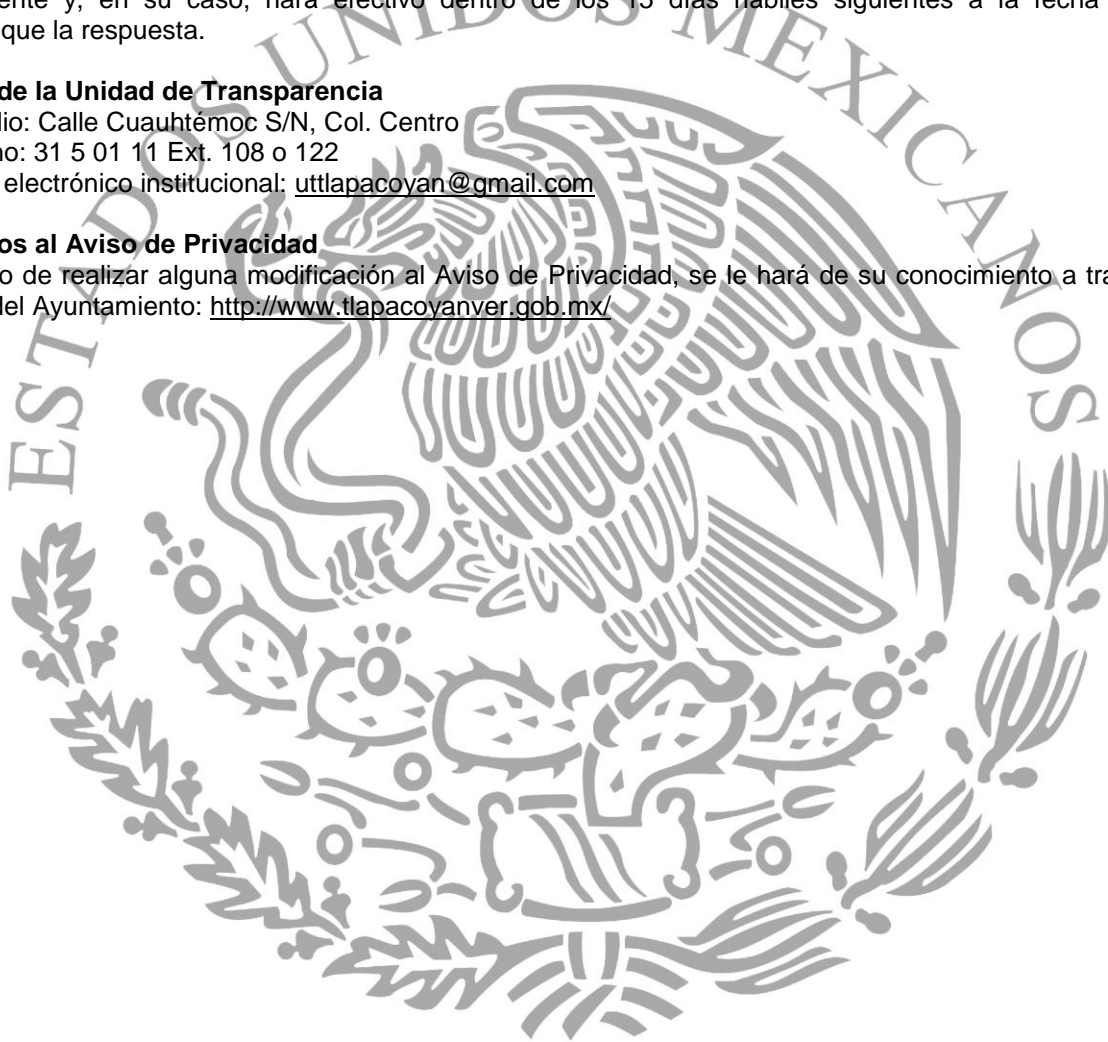 ente y, en su caso, hará efectivo dentro de los 15 días hábiles siguientes a la fecha
que la respuesta.
de la Unidad de Transparencia
lio: Calle Cuauhtémoc S/N, Col. Centro
no: 31 5 01 11 Ext. 108 o 122
electrónico institucional: uttlapacoyan@gmail.com
os al Aviso de Privacidad
o de realizar alguna modificación al Aviso de Privacidad, se le hará de su conocimiento a tra
del Ayuntamiento: http://www.tlapacoyanver.gob.mx/
ESTADOS UNIDOS MEXICANOS